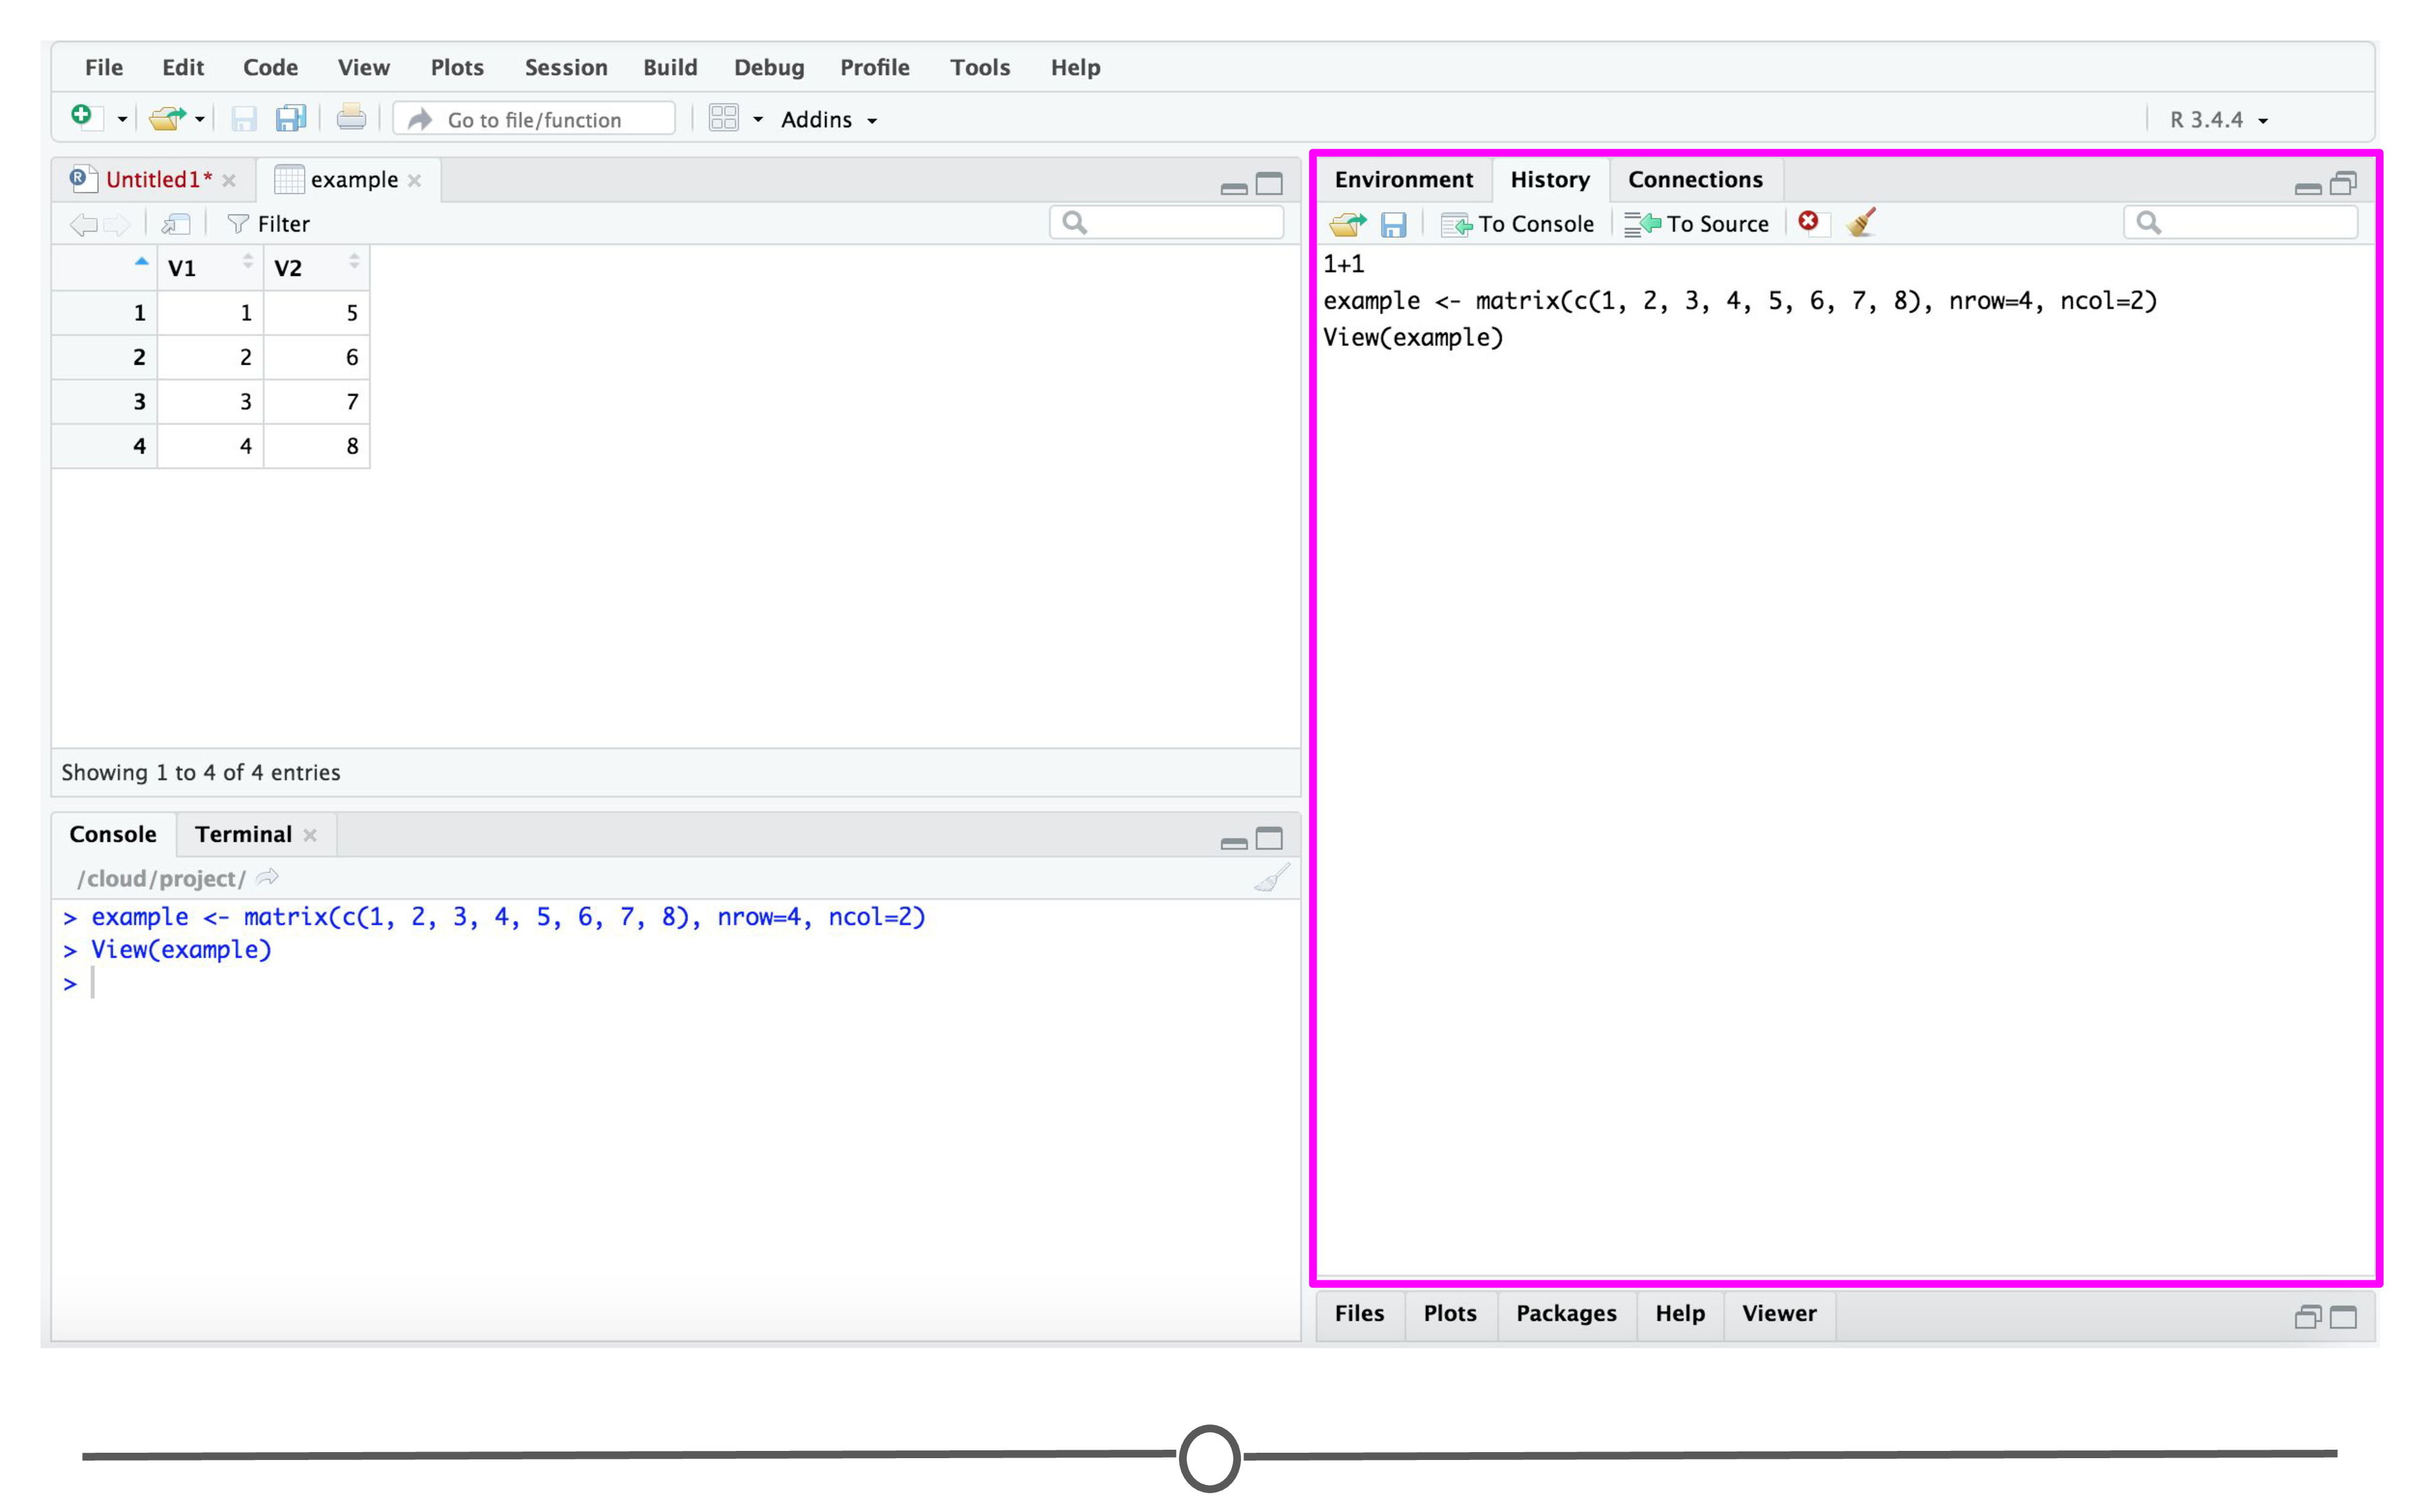 File Edit Code View Plots Session Build Debug Profile Tools Help
Go to file/function Addins R 3.4.4
Untitled1* example
Filter
V1 V2
1 1 5
2 2 6
3 3 7
4 4 8
Showing 1 to 4 of 4 entries
Console Terminal
/cloud/project/
> example <- matrix(c(1, 2, 3, 4, 5, 6, 7, 8), nrow=4, ncol=2)
> View(example)
>
Environment History Connections
To Console To Source
1+1
example <- matrix(c(1, 2, 3, 4, 5, 6, 7, 8), nrow=4, ncol=2)
View(example)
Files Plots Packages Help Viewer